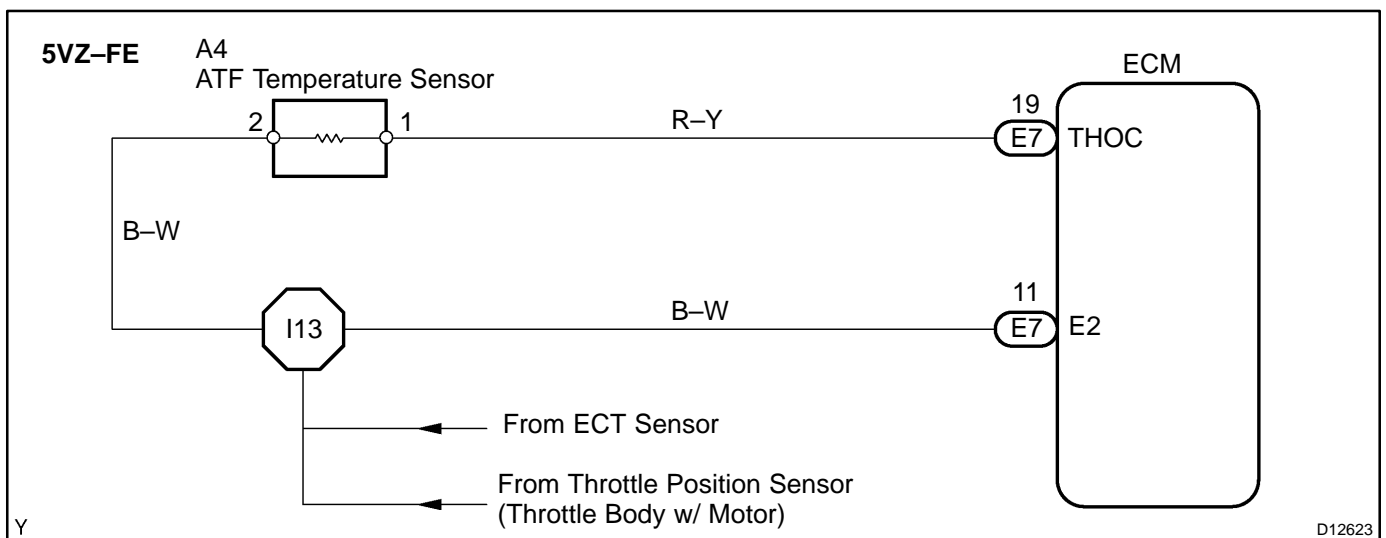 5VZ–FE
A4
ATF Temperature Sensor
ECM
2
1
R–Y
19
E7
THOC
B–W
I13
B–W
11
E7
E2
From ECT Sensor
From Throttle Position Sensor
(Throttle Body w/ Motor)
Y
D12623